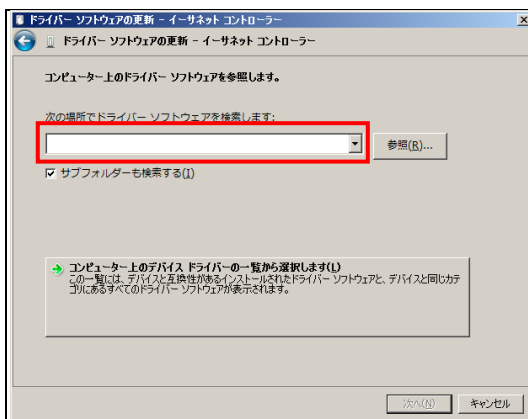 ドライバー ソフトウェアの更新 - イーサネット コントローラー
ドライバー ソフトウェアの更新 - イーサネット コントローラー
コンピューター上のドライバー ソフトウェアを参照します。
次の場所でドライバー ソフトウェアを検索します:
参照(R)...
サブフォルダーも検索する(I)
コンピューター上のデバイス ドライバーの一覧から選択します(L)
この一覧には、デバイスと互換性があるインストールされたドライバー ソフトウェアと、デバイスと同じカテ
ゴリにあるすべてのドライバー ソフトウェアが表示されます。
次へ(N)
キャンセル